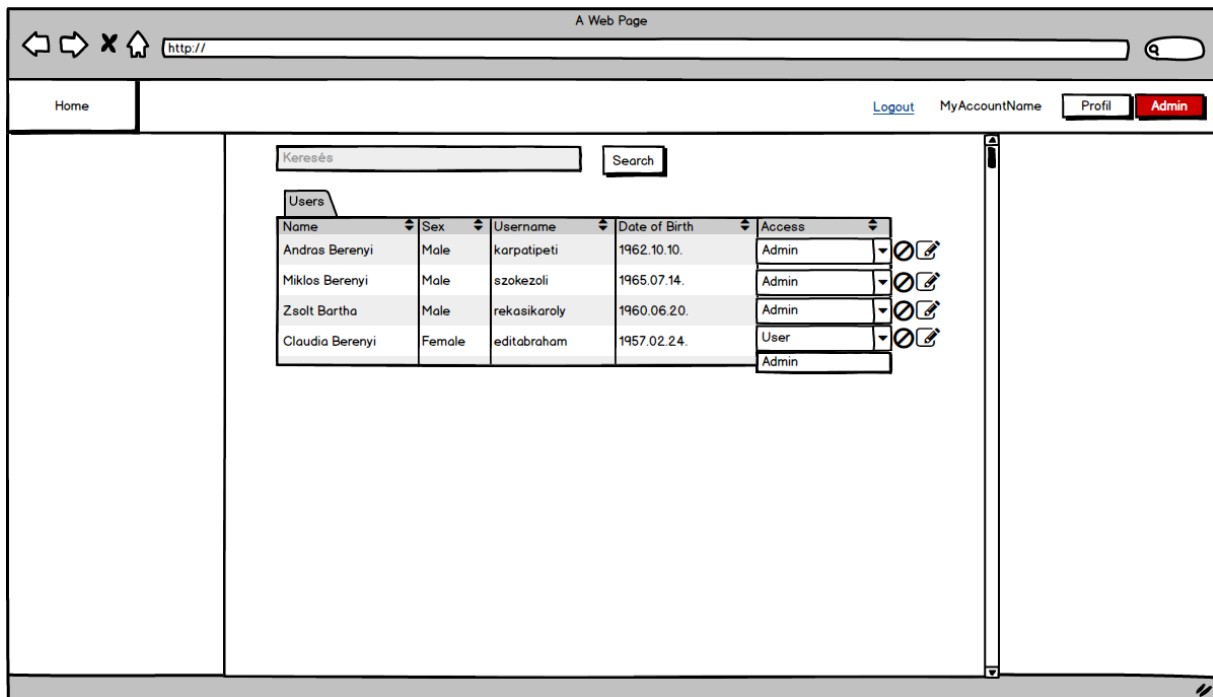 A Web Page
http://
Home Logout MyAccountName Profil Admin
Keresés Search
Users
Name Sex Username Date of Birth Access
Andras Berenyi Male karpatipeti 1962.10.10. Admin
Miklos Berenyi Male szokezoli 1965.07.14. Admin
Zsolt Bartha Male rekasikaroly 1960.06.20. Admin
Claudia Berenyi Female editabraham 1957.02.24. User
Admin